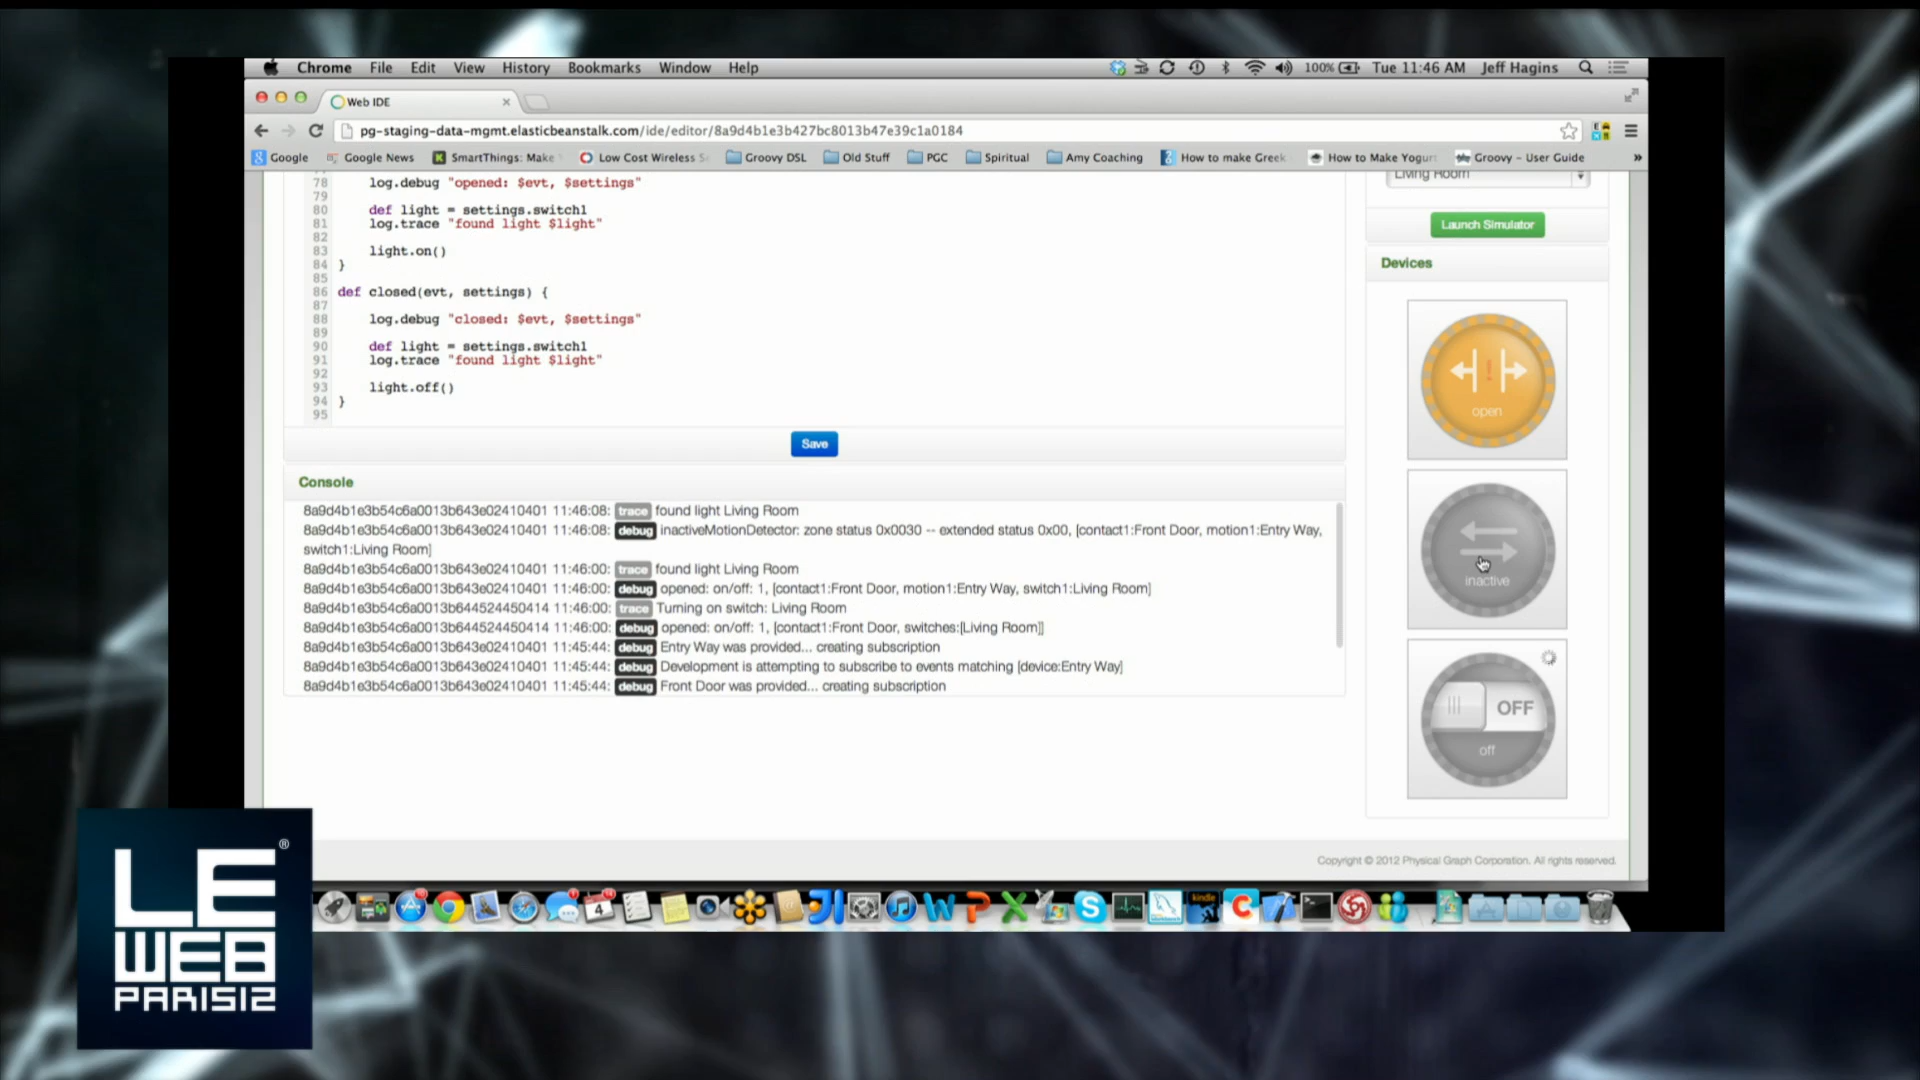 Chrome File Edit View History Bookmarks Window Help 100% Tue 11:46 AM Jeff Hagins
Web IDE
pg-staging-data-mgmt.elasticbeanstalk.com/ide/editor/8a9d4b1e3b427bc8013b47e39c1a0184
Google Google News SmartThings: Make Low Cost Wireless S Groovy DSL Old Stuff PGC Spiritual Amy Coaching How to make Greek How to Make Yogur Groovy - User Guide »
Living Room
78 log.debug "opened: $evt, $settings"
79
80 def light = settings.switch1
81 log.trace "found light $light"
82
83 light.on()
84 }
85
86 def closed(evt, settings) {
87
88 log.debug "closed: $evt, $settings"
89
90 def light = settings.switch1
91 log.trace "found light $light"
92
93 light.off()
94 }
95
Save
Launch Simulator
Devices
open
inactive
OFF
off
Console
8a9d4b1e3b54c6a0013b643e02410401 11:46:08: trace found light Living Room
8a9d4b1e3b54c6a0013b643e02410401 11:46:08: debug inactiveMotionDetector: zone status 0x0030 -- extended status 0x00, [contact1:Front Door, motion1:Entry Way,
switch1:Living Room]
8a9d4b1e3b54c6a0013b643e02410401 11:46:00: trace found light Living Room
8a9d4b1e3b54c6a0013b643e02410401 11:46:00: debug opened: on/off: 1, [contact1:Front Door, motion1:Entry Way, switch1:Living Room]
8a9d4b1e3b54c6a0013b644524450414 11:46:00: trace Turning on switch: Living Room
8a9d4b1e3b54c6a0013b644524450414 11:46:00: debug opened: on/off: 1, [contact1:Front Door, switches:[Living Room]]
8a9d4b1e3b54c6a0013b643e02410401 11:45:44: debug Entry Way was provided... creating subscription
8a9d4b1e3b54c6a0013b643e02410401 11:45:44: debug Development is attempting to subscribe to events matching [device:Entry Way]
8a9d4b1e3b54c6a0013b643e02410401 11:45:44: debug Front Door was provided... creating subscription
Copyright © 2012 Physical Graph Corporation. All rights reserved.
4
kindle
LE ®
WEB
PARIS12